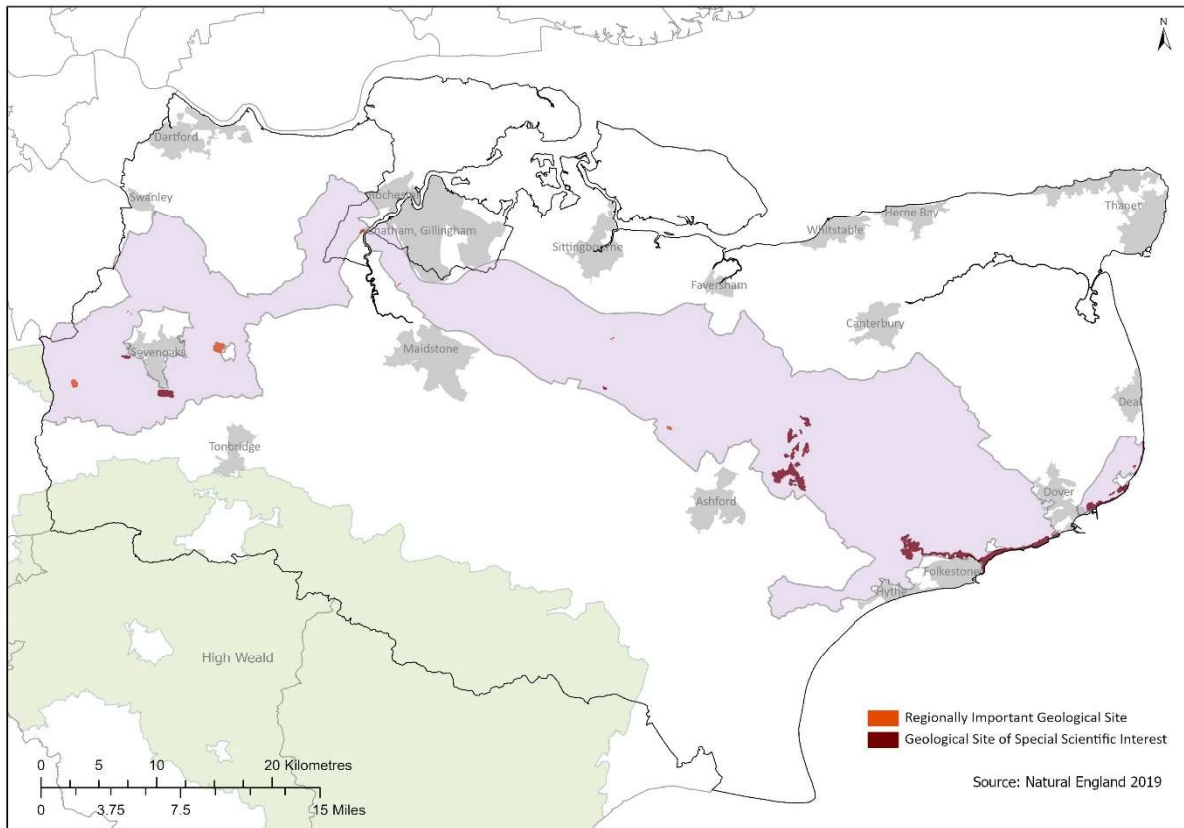 N
Dartford
Swanley
Rochester
Chatham, Gillingham
Sittingbourne
Faversham
Whitstable
Herne Bay
Thanet
Canterbury
Sevenoaks
Maidstone
Deal
Tonbridge
Ashford
Dover
Folkestone
Hythe
High Weald
Regionally Important Geological Site
Geological Site of Special Scientific Interest
Source: Natural England 2019
0 5 10 20 Kilometres
0 3.75 7.5 15 Miles